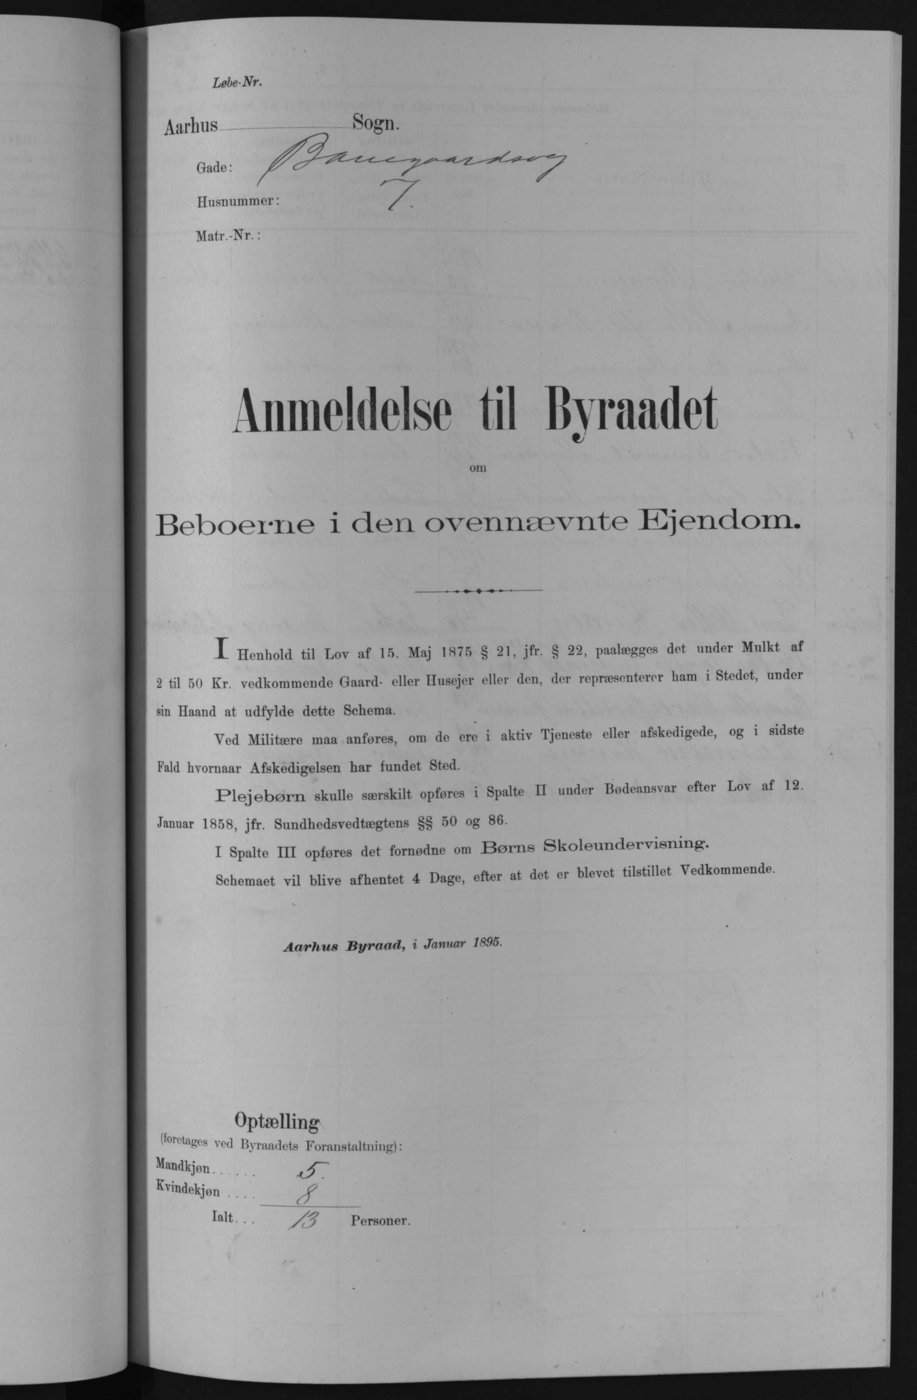 Løbe-Nr.
Aarhus Sogn.
Gade: Banegaardsvej
Husnummer: 7.
Matr.-Nr.:
Anmeldelse til Byraadet
om
Beboerne i den ovennævnte Ejendom.
I Henhold til Lov af 15. Maj 1875 § 21, jfr. § 22, paalægges det under Mulkt af
2 til 50 Kr. vedkommende Gaard- eller Husejer eller den, der repræsenterer ham i Stedet, under
sin Haand at udfylde dette Schema.
Ved Militære maa anføres, om de ere i aktiv Tjeneste eller afskedigede, og i sidste
Fald hvornaar Afskedigelsen har fundet Sted.
Plejebørn skulle særskilt opføres i Spalte II under Bødeansvar efter Lov af 12.
Januar 1858, jfr. Sundhedsvedtægtens §§ 50 og 86.
I Spalte III opføres det fornødne om Børns Skoleundervisning.
Schemaet vil blive afhentet 4 Dage, efter at det er blevet tilstillet Vedkommende.
Aarhus Byraad, i Januar 1895.
Optælling
(foretages ved Byraadets Foranstaltning):
Mandkjøn...... 5.
Kvindekjøn .... 8
Ialt... 13 Personer.